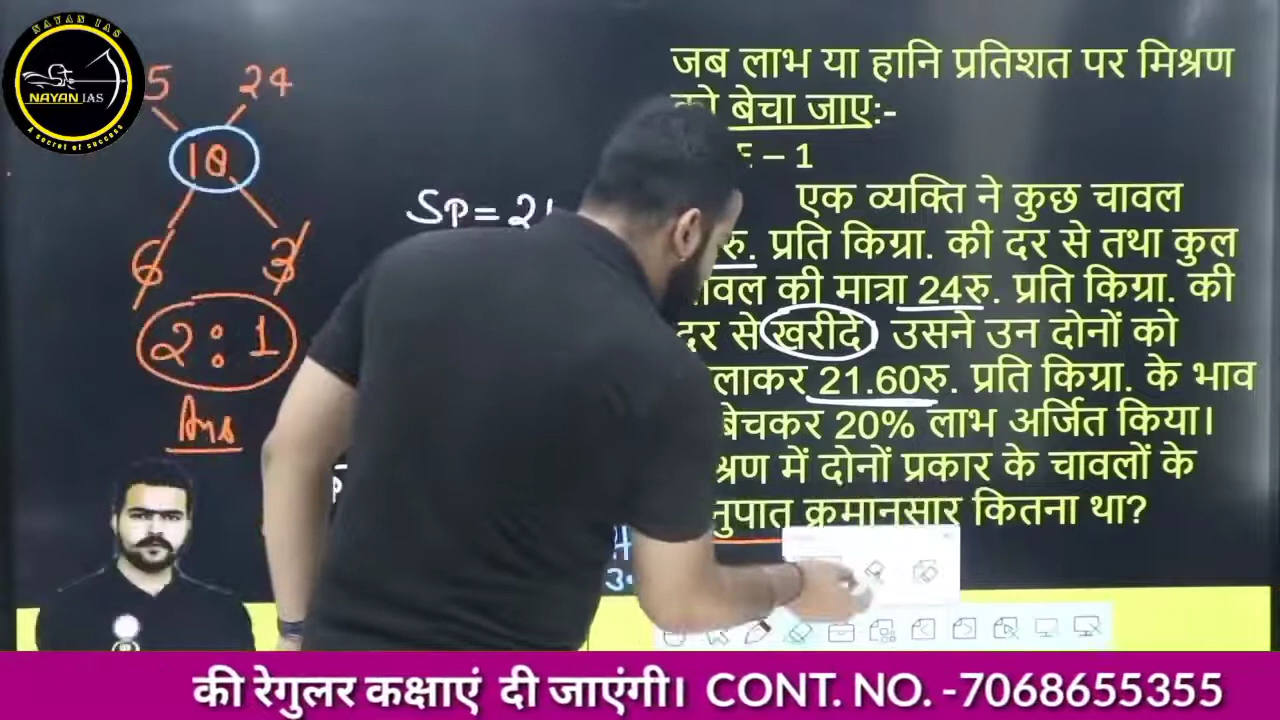 NAYAN IAS
NAYAN IAS
A secret of success
5 24
18
6 3
2 : 1
Ans
SP = 21
जब लाभ या हानि प्रतिशत पर मिश्रण
को बेचा जाए:-
E – 1
एक व्यक्ति ने कुछ चावल
रु. प्रति किग्रा. की दर से तथा कुल
चावल की मात्रा 24रु. प्रति किग्रा. की
दर से खरीदे। उसने उन दोनों को
लाकर 21.60रु. प्रति किग्रा. के भाव
बेचकर 20% लाभ अर्जित किया।
श्रण में दोनों प्रकार के चावलों के
नुपात क्रमानुसार कितना था?
की रेगुलर कक्षाएं दी जाएंगी। CONT. NO. -7068655355